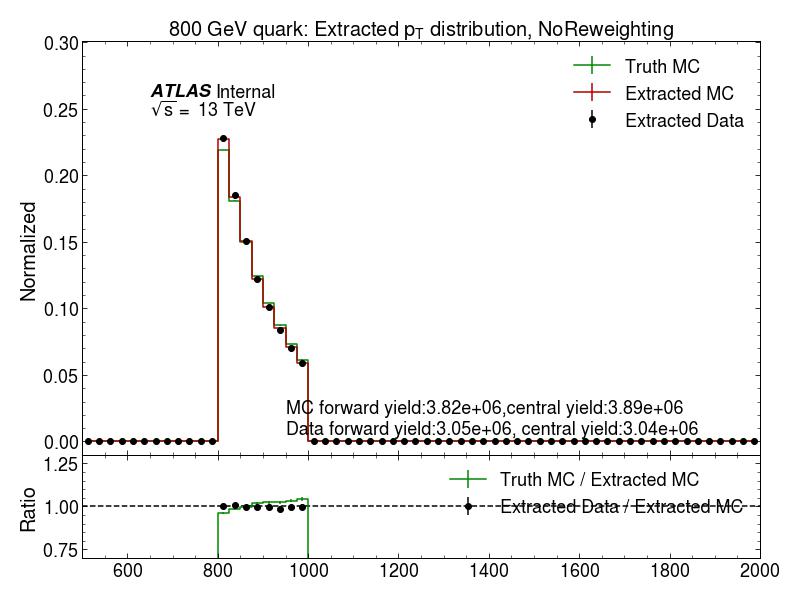 800 GeV quark: Extracted pT distribution, NoReweighting
0.30
0.25
0.20
0.15
0.10
0.05
0.00
Normalized
ATLAS Internal
√s = 13 TeV
Truth MC
Extracted MC
Extracted Data
MC forward yield:3.82e+06,central yield:3.89e+06
Data forward yield:3.05e+06, central yield:3.04e+06
1.25
1.00
0.75
Ratio
Truth MC / Extracted MC
Extracted Data / Extracted MC
600 800 1000 1200 1400 1600 1800 2000